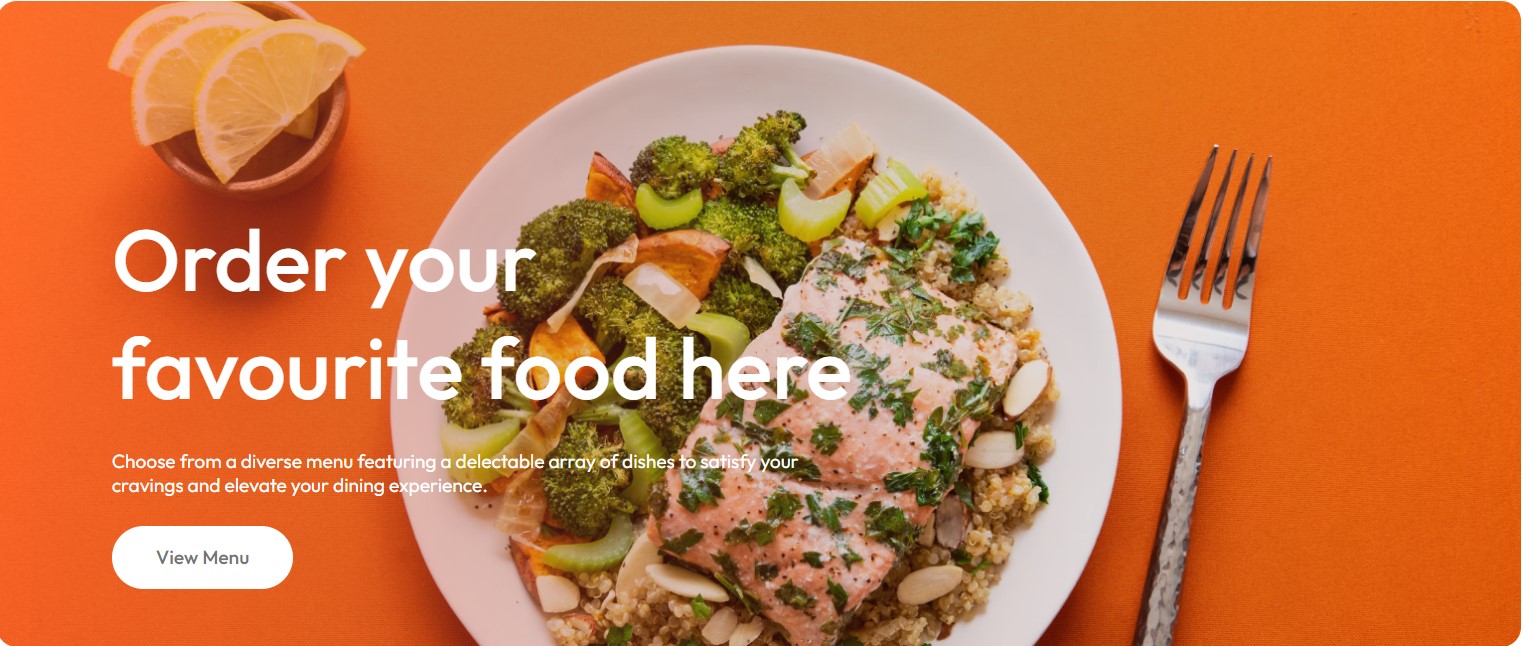 Order your
favourite food here
Choose from a diverse menu featuring a delectable array of dishes to satisfy your
cravings and elevate your dining experience.
View Menu